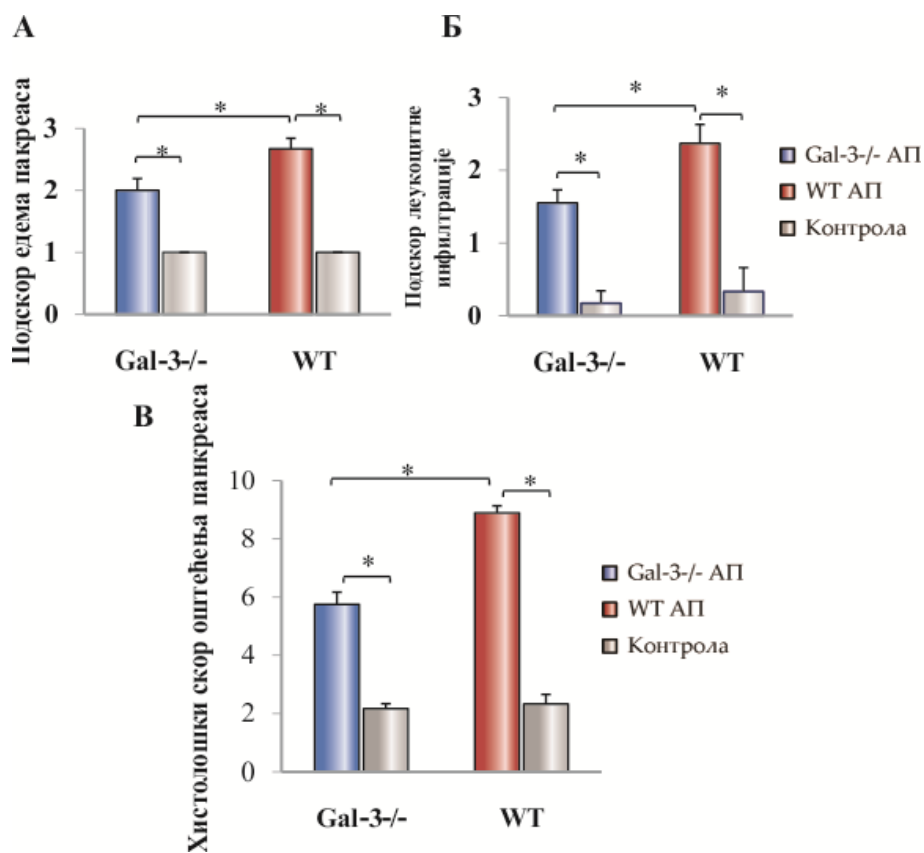 А
Подскор едема пакреаса
3
2
1
0
*
*
*
Gal-3-/-
WT
Б
Подскор леукоцитне
инфилтрације
3
2
1
0
*
*
*
Gal-3-/-
WT
Gal-3-/- АП
WT АП
Контрола
В
Хистолошки скор оштећења панкреаса
10
8
6
4
2
0
*
*
*
Gal-3-/-
WT
Gal-3-/- АП
WT АП
Контрола